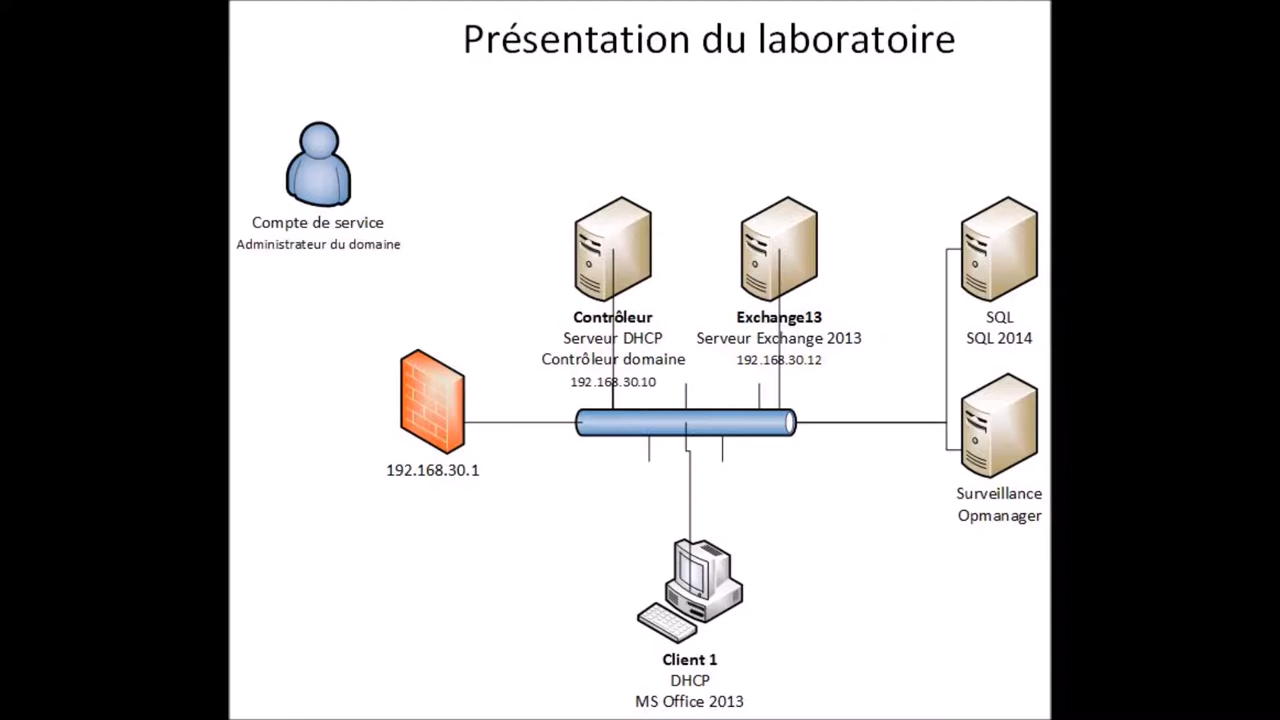 Présentation du laboratoire
Compte de service
Administrateur du domaine
Contrôleur
Serveur DHCP
Contrôleur domaine
192.168.30.10
Exchange13
Serveur Exchange 2013
192.168.30.12
SQL
SQL 2014
192.168.30.1
Surveillance
Opmanager
Client 1
DHCP
MS Office 2013